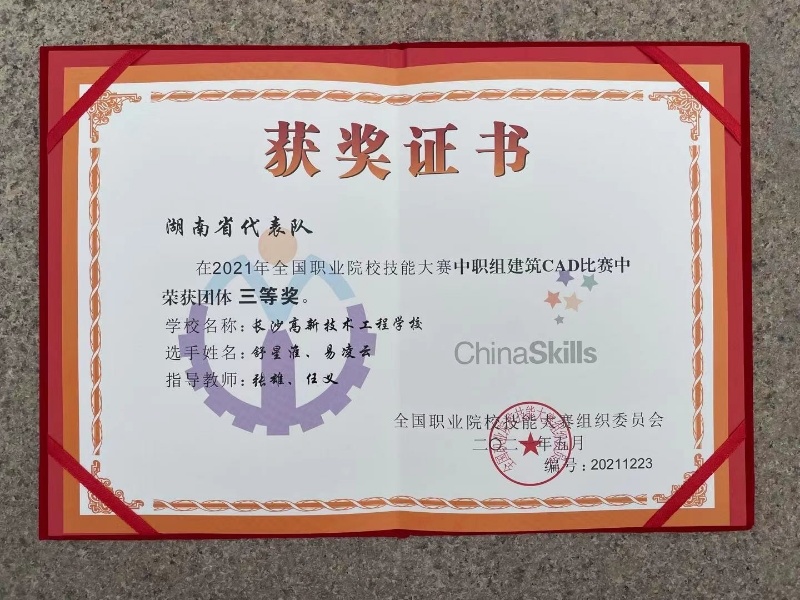 获奖证书
湖南省代表队
在2021年全国职业院校技能大赛中职组建筑CAD比赛中
荣获团体 三等奖。
学校名称：长沙高新技术工程学校
选手姓名：舒星淮、易凌云
指导教师：张雄、任义
ChinaSkills
全国职业院校技能大赛组织委员会
二〇二一年五月
编号：20211223